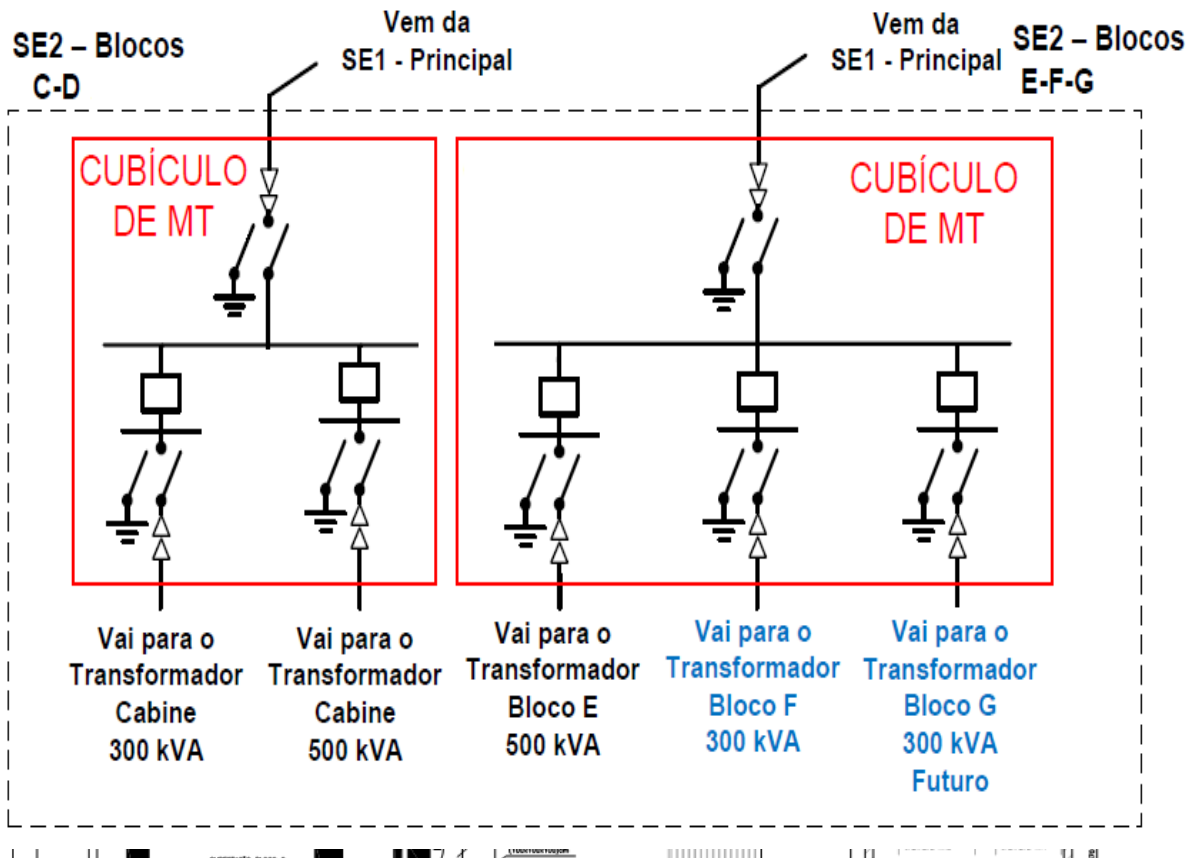 SE2 – Blocos
C-D
Vem da
SE1 - Principal
Vem da
SE1 - Principal
SE2 – Blocos
E-F-G
CUBÍCULO
DE MT
CUBÍCULO
DE MT
Vai para o
Transformador
Cabine
300 kVA
Vai para o
Transformador
Cabine
500 kVA
Vai para o
Transformador
Bloco E
500 kVA
Vai para o
Transformador
Bloco F
300 kVA
Vai para o
Transformador
Bloco G
300 kVA
Futuro